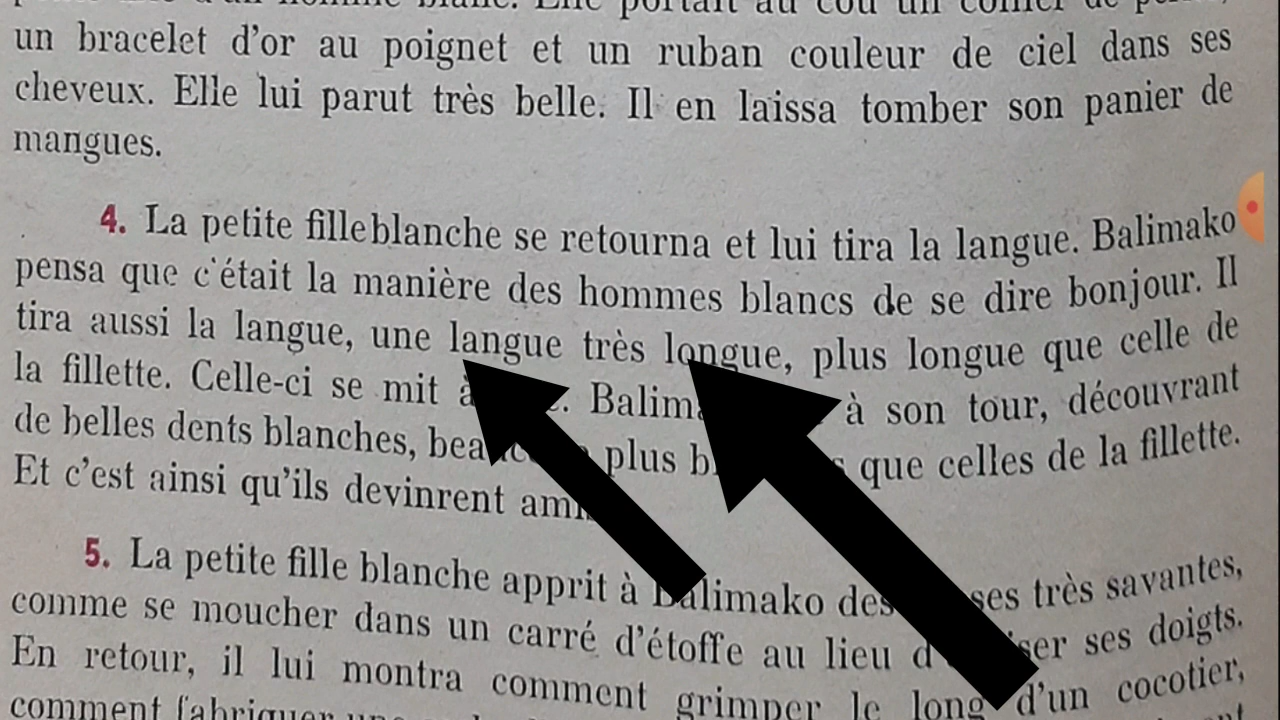 un bracelet d'or au poignet et un ruban couleur de ciel dans ses
cheveux. Elle lui parut très belle. Il en laissa tomber son panier de
mangues.
4. La petite fille blanche se retourna et lui tira la langue. Balimako
pensa que c'était la manière des hommes blancs de se dire bonjour. Il
tira aussi la langue, une langue très longue, plus longue que celle de
la fillette. Celle-ci se mit à son tour, découvrant
de belles dents blanches, plus que celles de la fillette.
Et c'est ainsi qu'ils devinrent
5. La petite fille blanche apprit à Balimako des très savantes,
comme se moucher dans un carré d'étoffe au lieu ses doigts.
En retour, il lui montra comment grimper le long d'un cocotier,
comment fabriquer